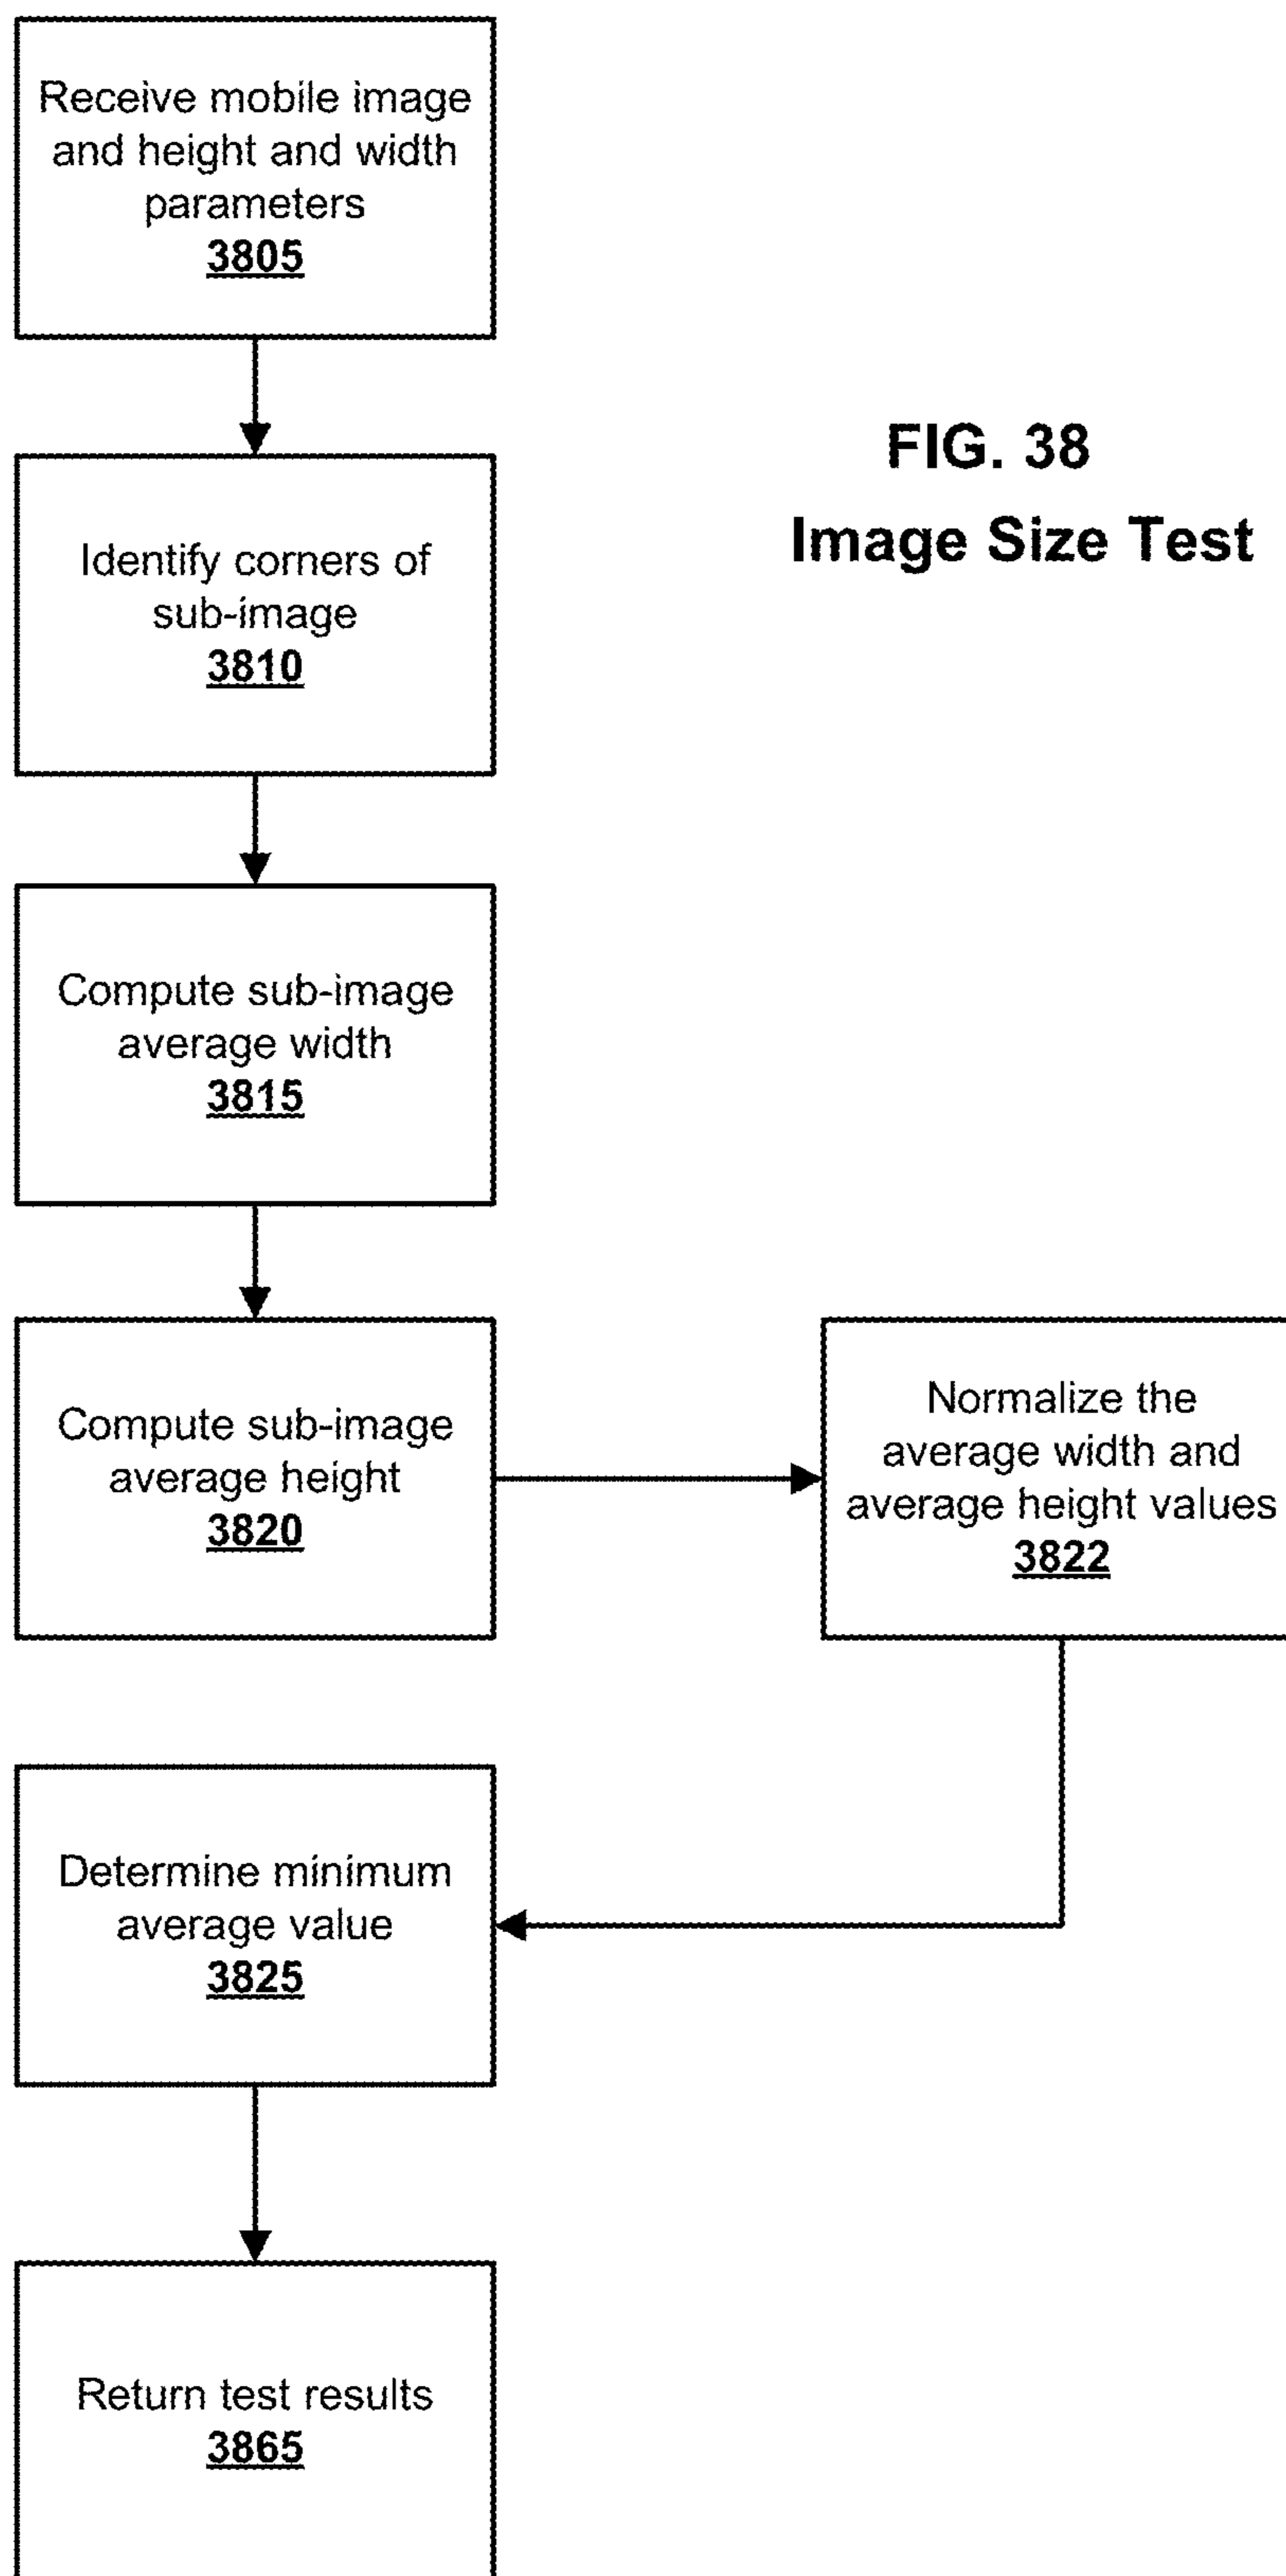 Receive mobile image
and height and width
parameters
3805
FIG. 38
Image Size Test
Identify corners of
sub-image
3810
Compute sub-image
average width
3815
Compute sub-image
average height
3820
Normalize the
average width and
average height values
3822
Determine minimum
average value
3825
Return test results
3865